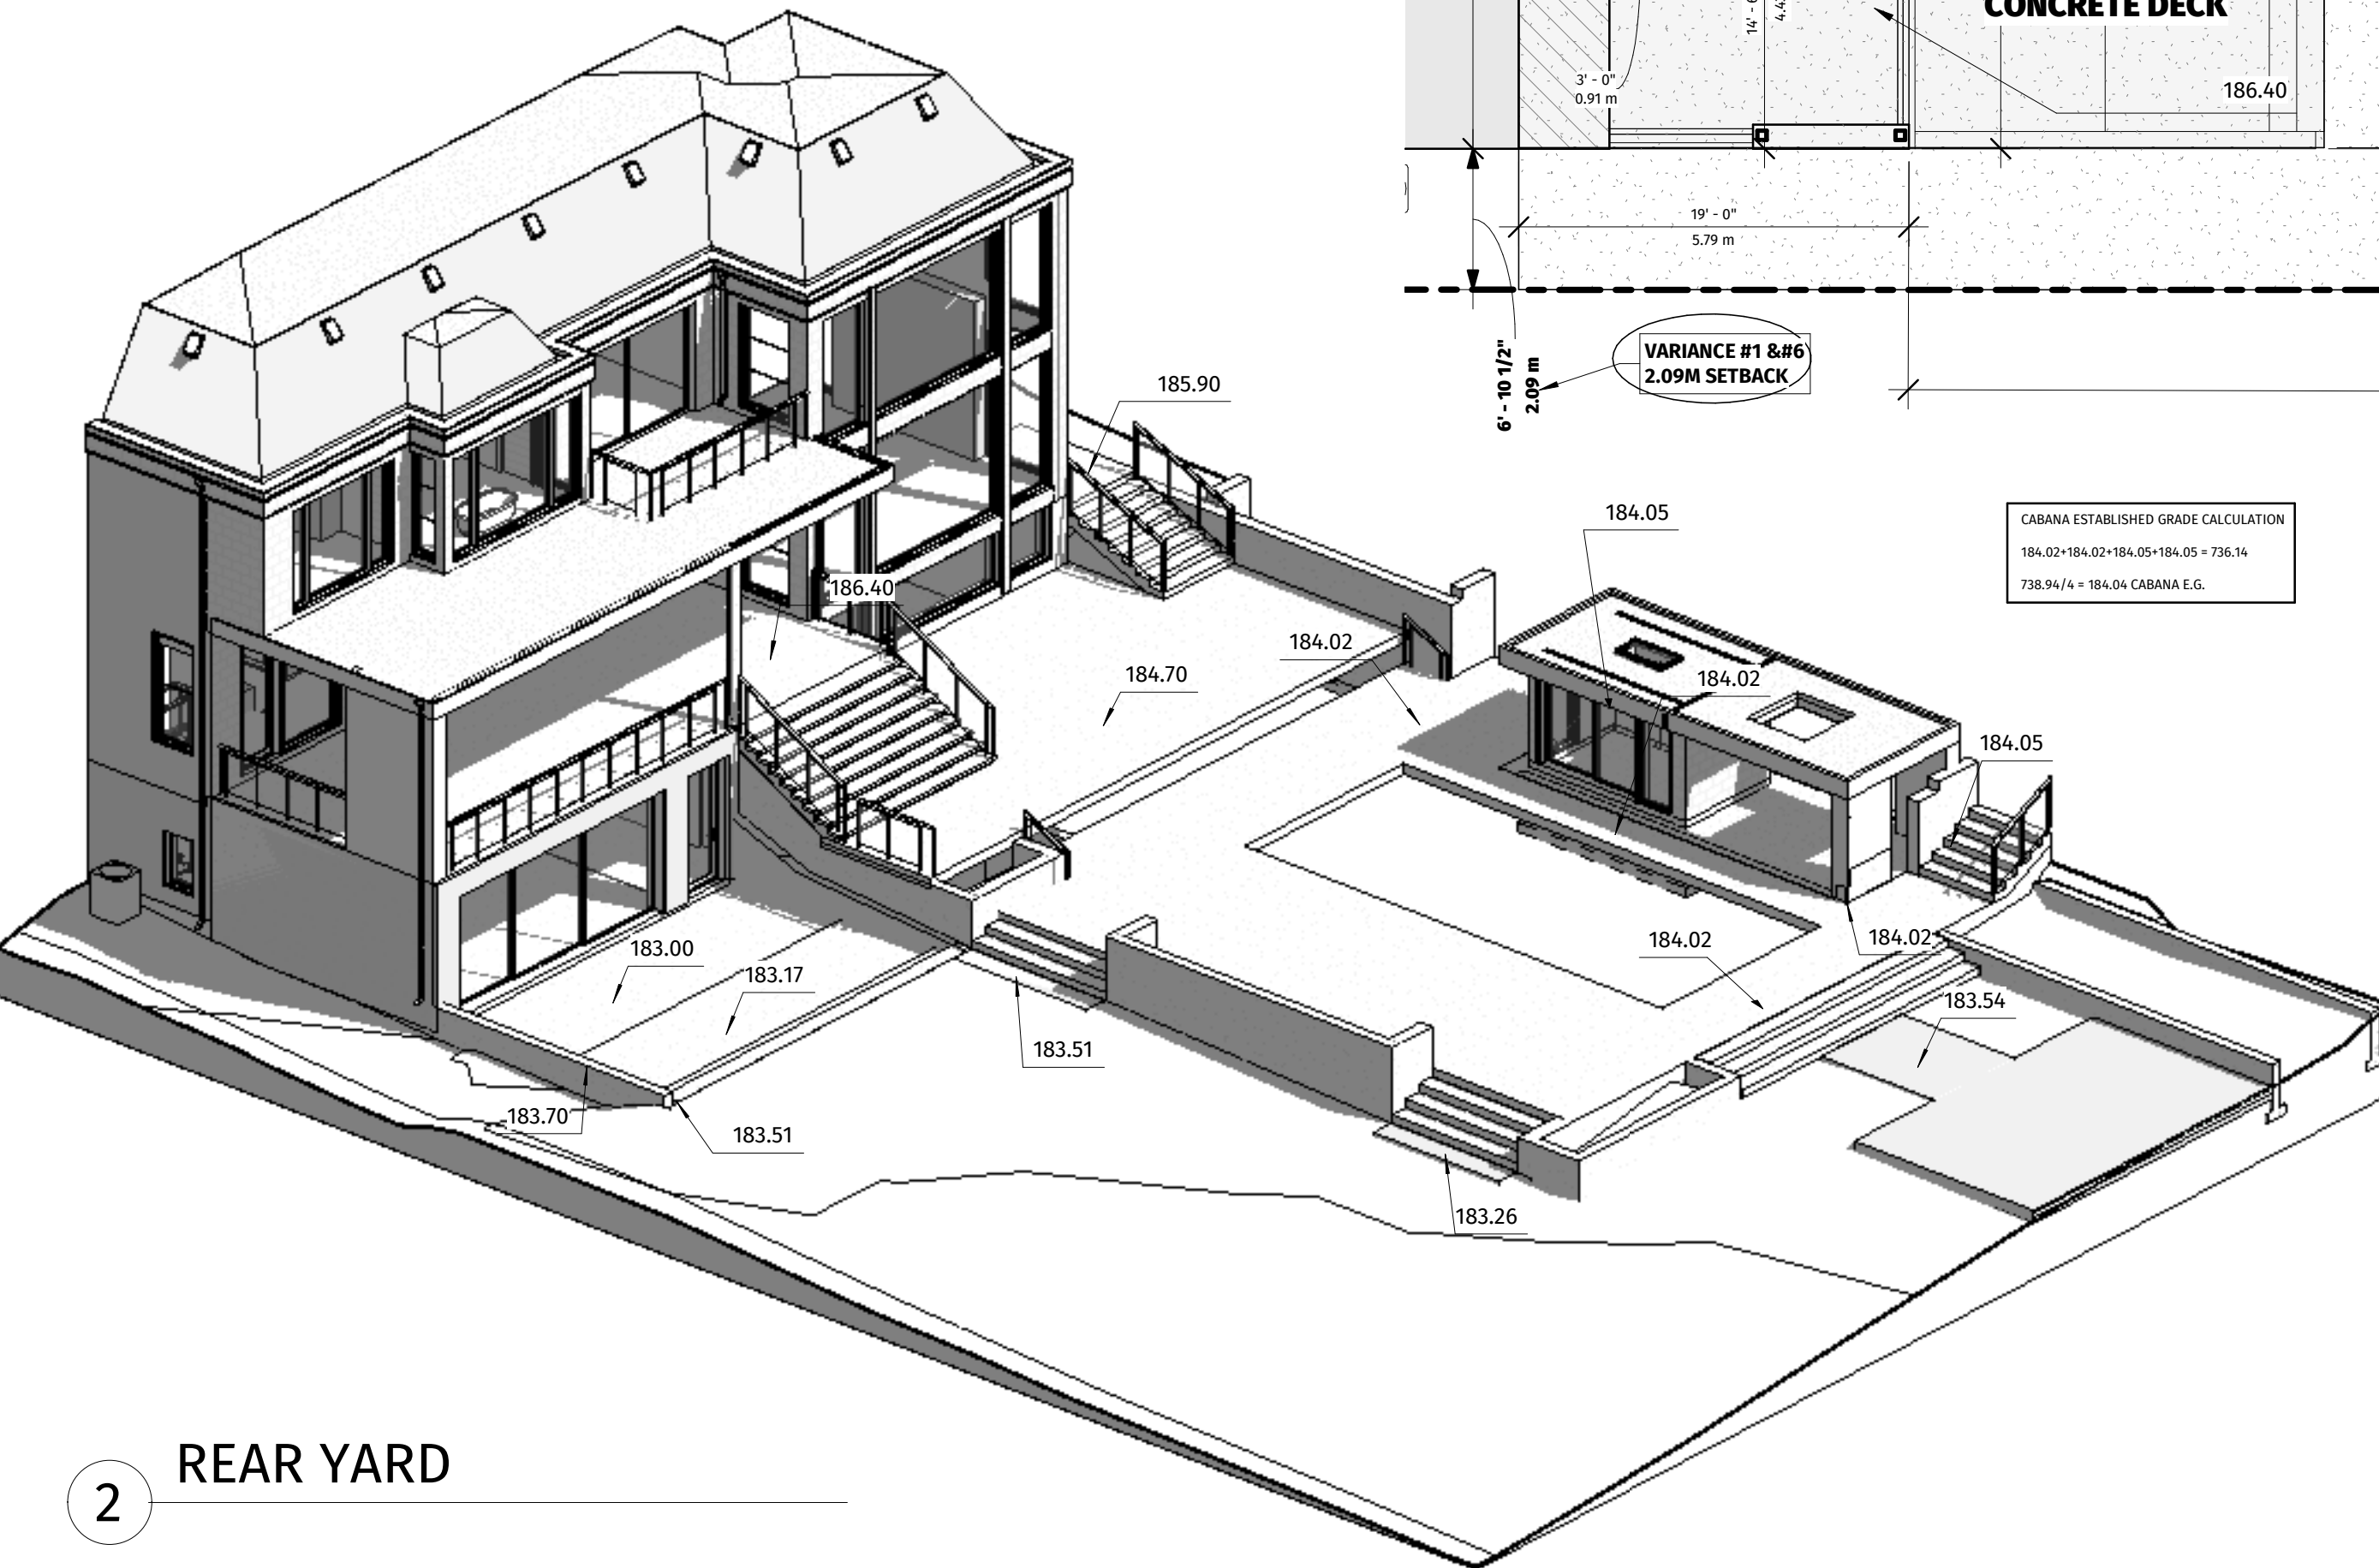 CONCRETE DECK
14' - 6
3' - 0"
0.91 m
186.40
19' - 0"
5.79 m
6' - 10 1/2"
2.09 m
VARIANCE #1 &#6
2.09M SETBACK
185.90
184.05
CABANA ESTABLISHED GRADE CALCULATION
184.02+184.02+184.05+184.05 = 736.14
738.94/4 = 184.04 CABANA E.G.
186.40
184.02
184.70
184.02
184.05
183.00
183.17
184.02
184.02
183.54
183.51
183.70
183.51
183.26
2
REAR YARD